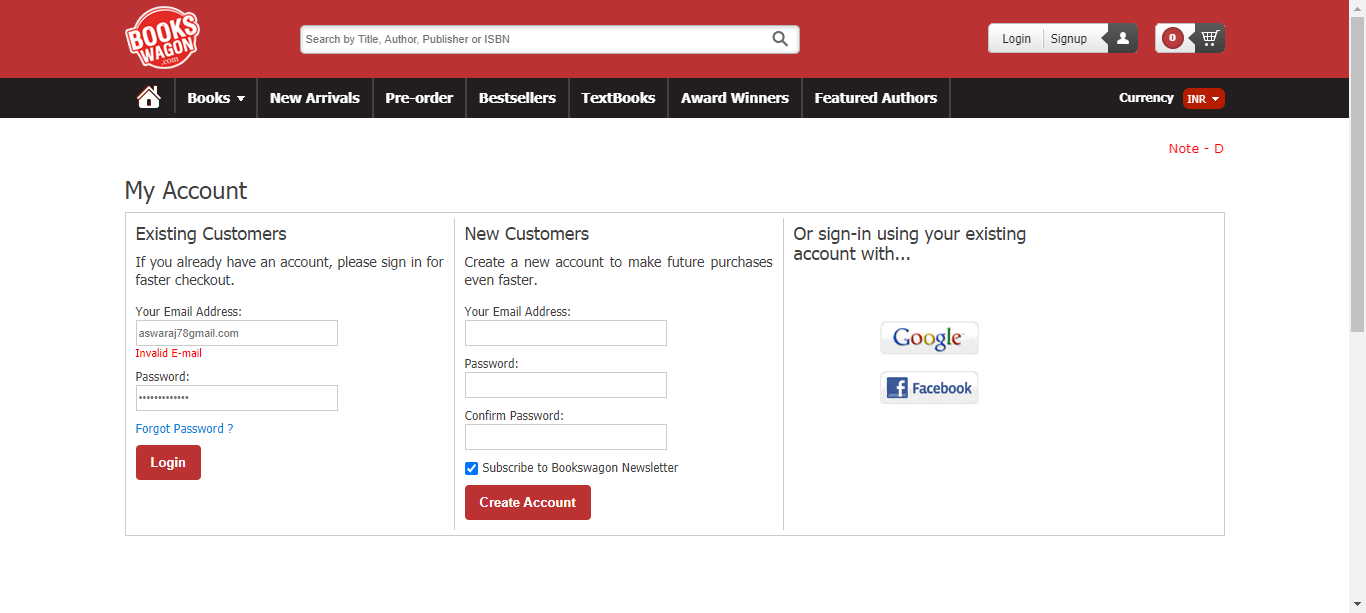 BOOKS
WAGON
.com
Search by Title, Author, Publisher or ISBN
Login Signup
0
Books New Arrivals Pre-order Bestsellers TextBooks Award Winners Featured Authors
Currency INR
Note - D
My Account
Existing Customers
If you already have an account, please sign in for
faster checkout.
Your Email Address:
aswaraj78gmail.com
Invalid E-mail
Password:
•••••••••••••
Forgot Password ?
Login
New Customers
Create a new account to make future purchases
even faster.
Your Email Address:
Password:
Confirm Password:
Subscribe to Bookswagon Newsletter
Create Account
Or sign-in using your existing
account with...
Google
f Facebook